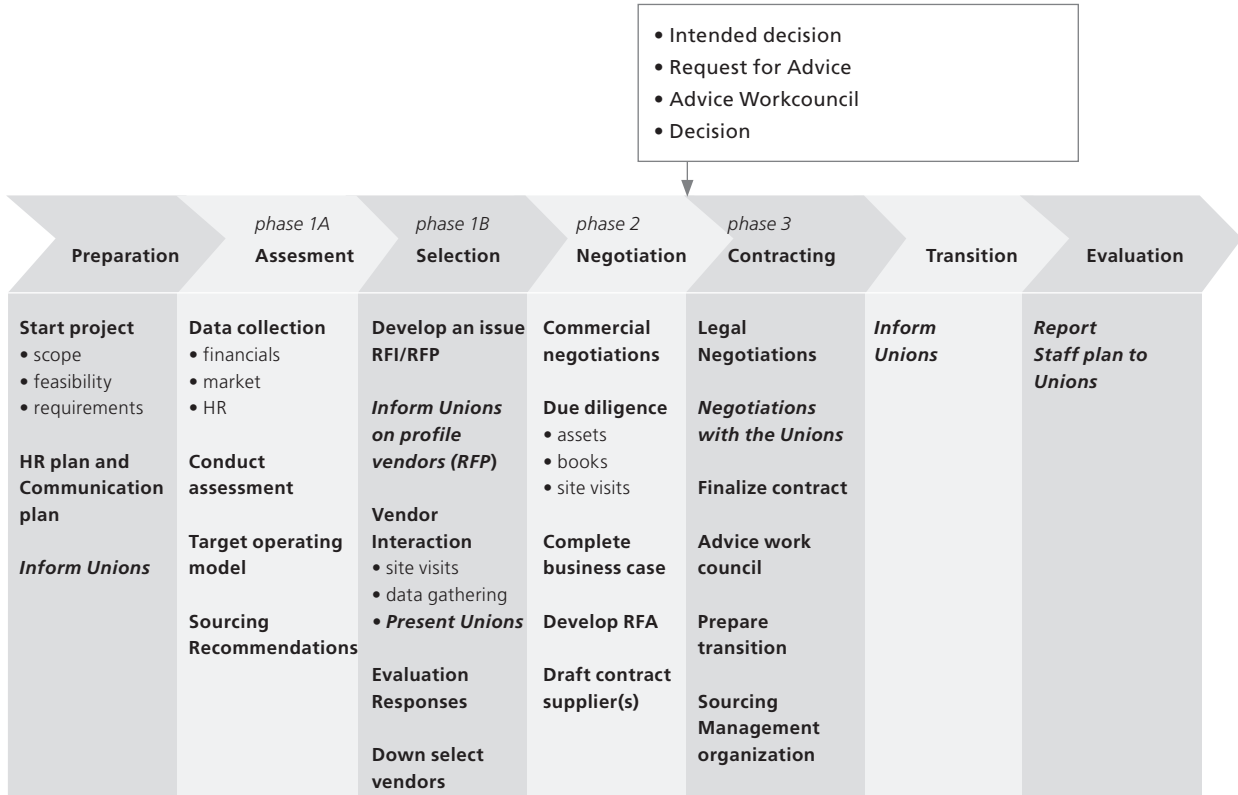 • Intended decision
• Request for Advice
• Advice Workcouncil
• Decision
Preparation
phase 1A
Assesment
phase 1B
Selection
phase 2
Negotiation
phase 3
Contracting
Transition
Evaluation
Start project
• scope
• feasibility
• requirements
HR plan and
Communication
plan
Inform Unions
Data collection
• financials
• market
• HR
Conduct
assessment
Target operating
model
Sourcing
Recommendations
Develop an issue
RFI/RFP
Inform Unions
on profile
vendors (RFP)
Vendor
Interaction
• site visits
• data gathering
• Present Unions
Evaluation
Responses
Down select
vendors
Commercial
negotiations
Due diligence
• assets
• books
• site visits
Complete
business case
Develop RFA
Draft contract
supplier(s)
Legal
Negotiations
Negotiations
with the Unions
Finalize contract
Advice work
council
Prepare
transition
Sourcing
Management
organization
Inform
Unions
Report
Staff plan to
Unions